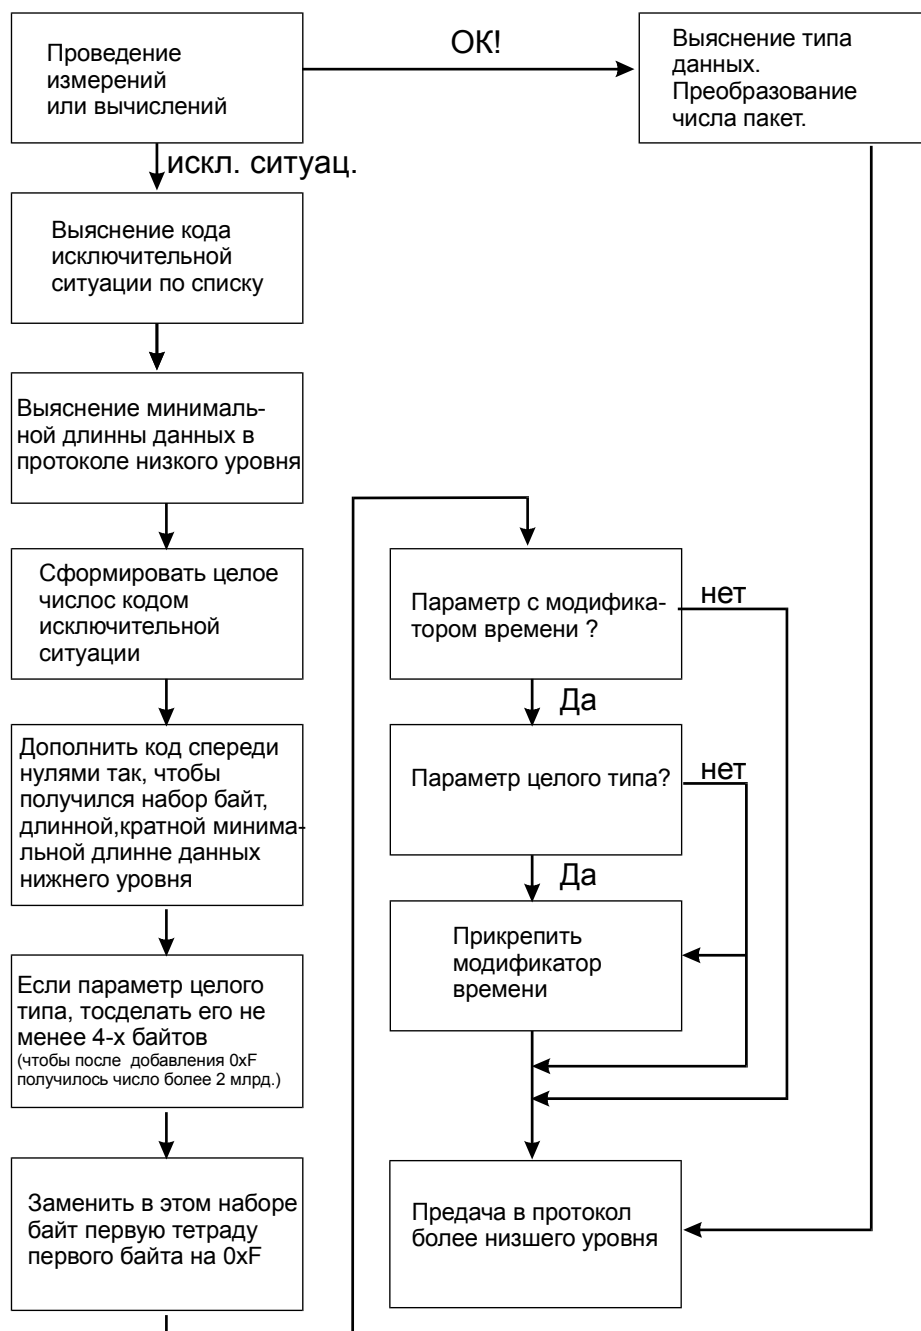 Проведение
измерений
или вычислений
ОК!
Выяснение типа
данных.
Преобразование
числа пакет.
искл. ситуац.
Выяснение кода
исключительной
ситуации по списку
Выяснение минималь-
ной длинны данных в
протоколе низкого уровня
Сформировать целое
числос кодом
исключительной
ситуации
Дополнить код спереди
нулями так, чтобы
получился набор байт,
длинной,кратной минима-
льной длинне данных
нижнего уровня
Если параметр целого
типа, тосделать его не
менее 4-х байтов
(чтобы после добавления 0xF
получилось число более 2 млрд.)
Заменить в этом наборе
байт первую тетраду
первого байта на 0xF
Параметр с модифика-
тором времени ?
нет
Да
Параметр целого типа?
нет
Да
Прикрепить
модификатор
времени
Предача в протокол
более низшего уровня